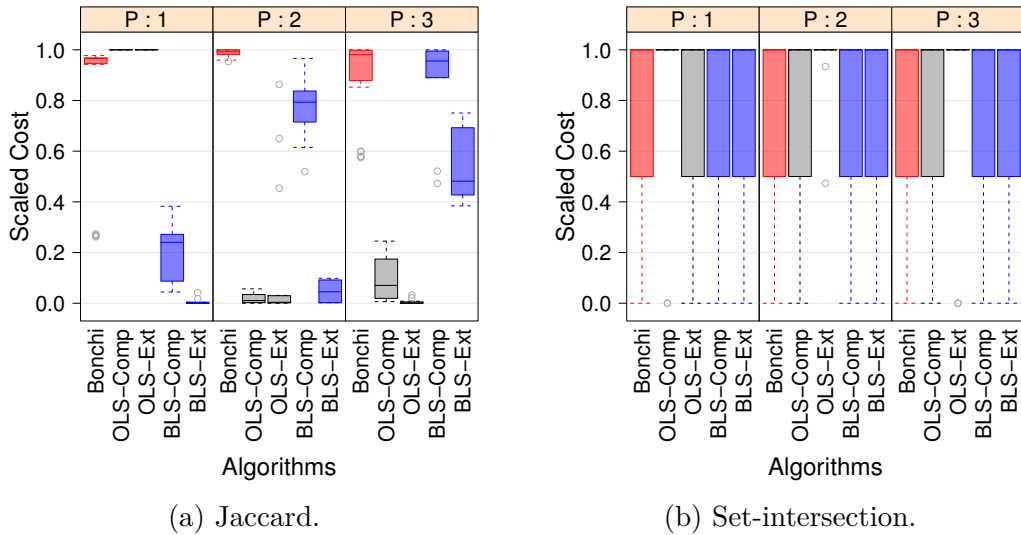 P : 1 P : 2 P : 3
1.0
0.8
0.6
0.4
0.2
0.0
Scaled Cost
Bonchi
OLS−Comp
OLS−Ext
BLS−Comp
BLS−Ext
Bonchi
OLS−Comp
OLS−Ext
BLS−Comp
BLS−Ext
Bonchi
OLS−Comp
OLS−Ext
BLS−Comp
BLS−Ext
Algorithms
(a) Jaccard.
P : 1 P : 2 P : 3
1.0
0.8
0.6
0.4
0.2
0.0
Scaled Cost
Bonchi
OLS−Comp
OLS−Ext
BLS−Comp
BLS−Ext
Bonchi
OLS−Comp
OLS−Ext
BLS−Comp
BLS−Ext
Bonchi
OLS−Comp
OLS−Ext
BLS−Comp
BLS−Ext
Algorithms
(b) Set-intersection.